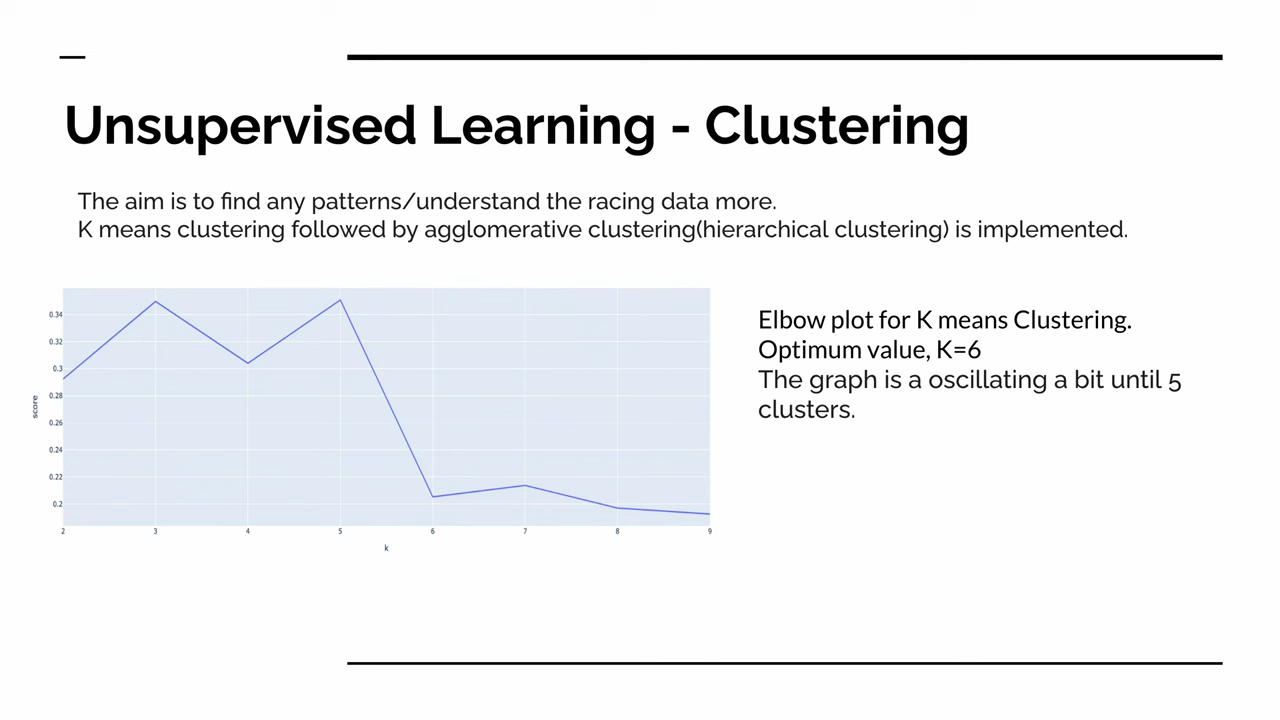 Unsupervised Learning - Clustering
The aim is to find any patterns/understand the racing data more.
K means clustering followed by agglomerative clustering(hierarchical clustering) is implemented.
0.34
0.32
0.3
0.28
0.26
0.24
0.22
0.2
score
2 3 4 5 6 7 8 9
k
Elbow plot for K means Clustering.
Optimum value, K=6
The graph is a oscillating a bit until 5
clusters.